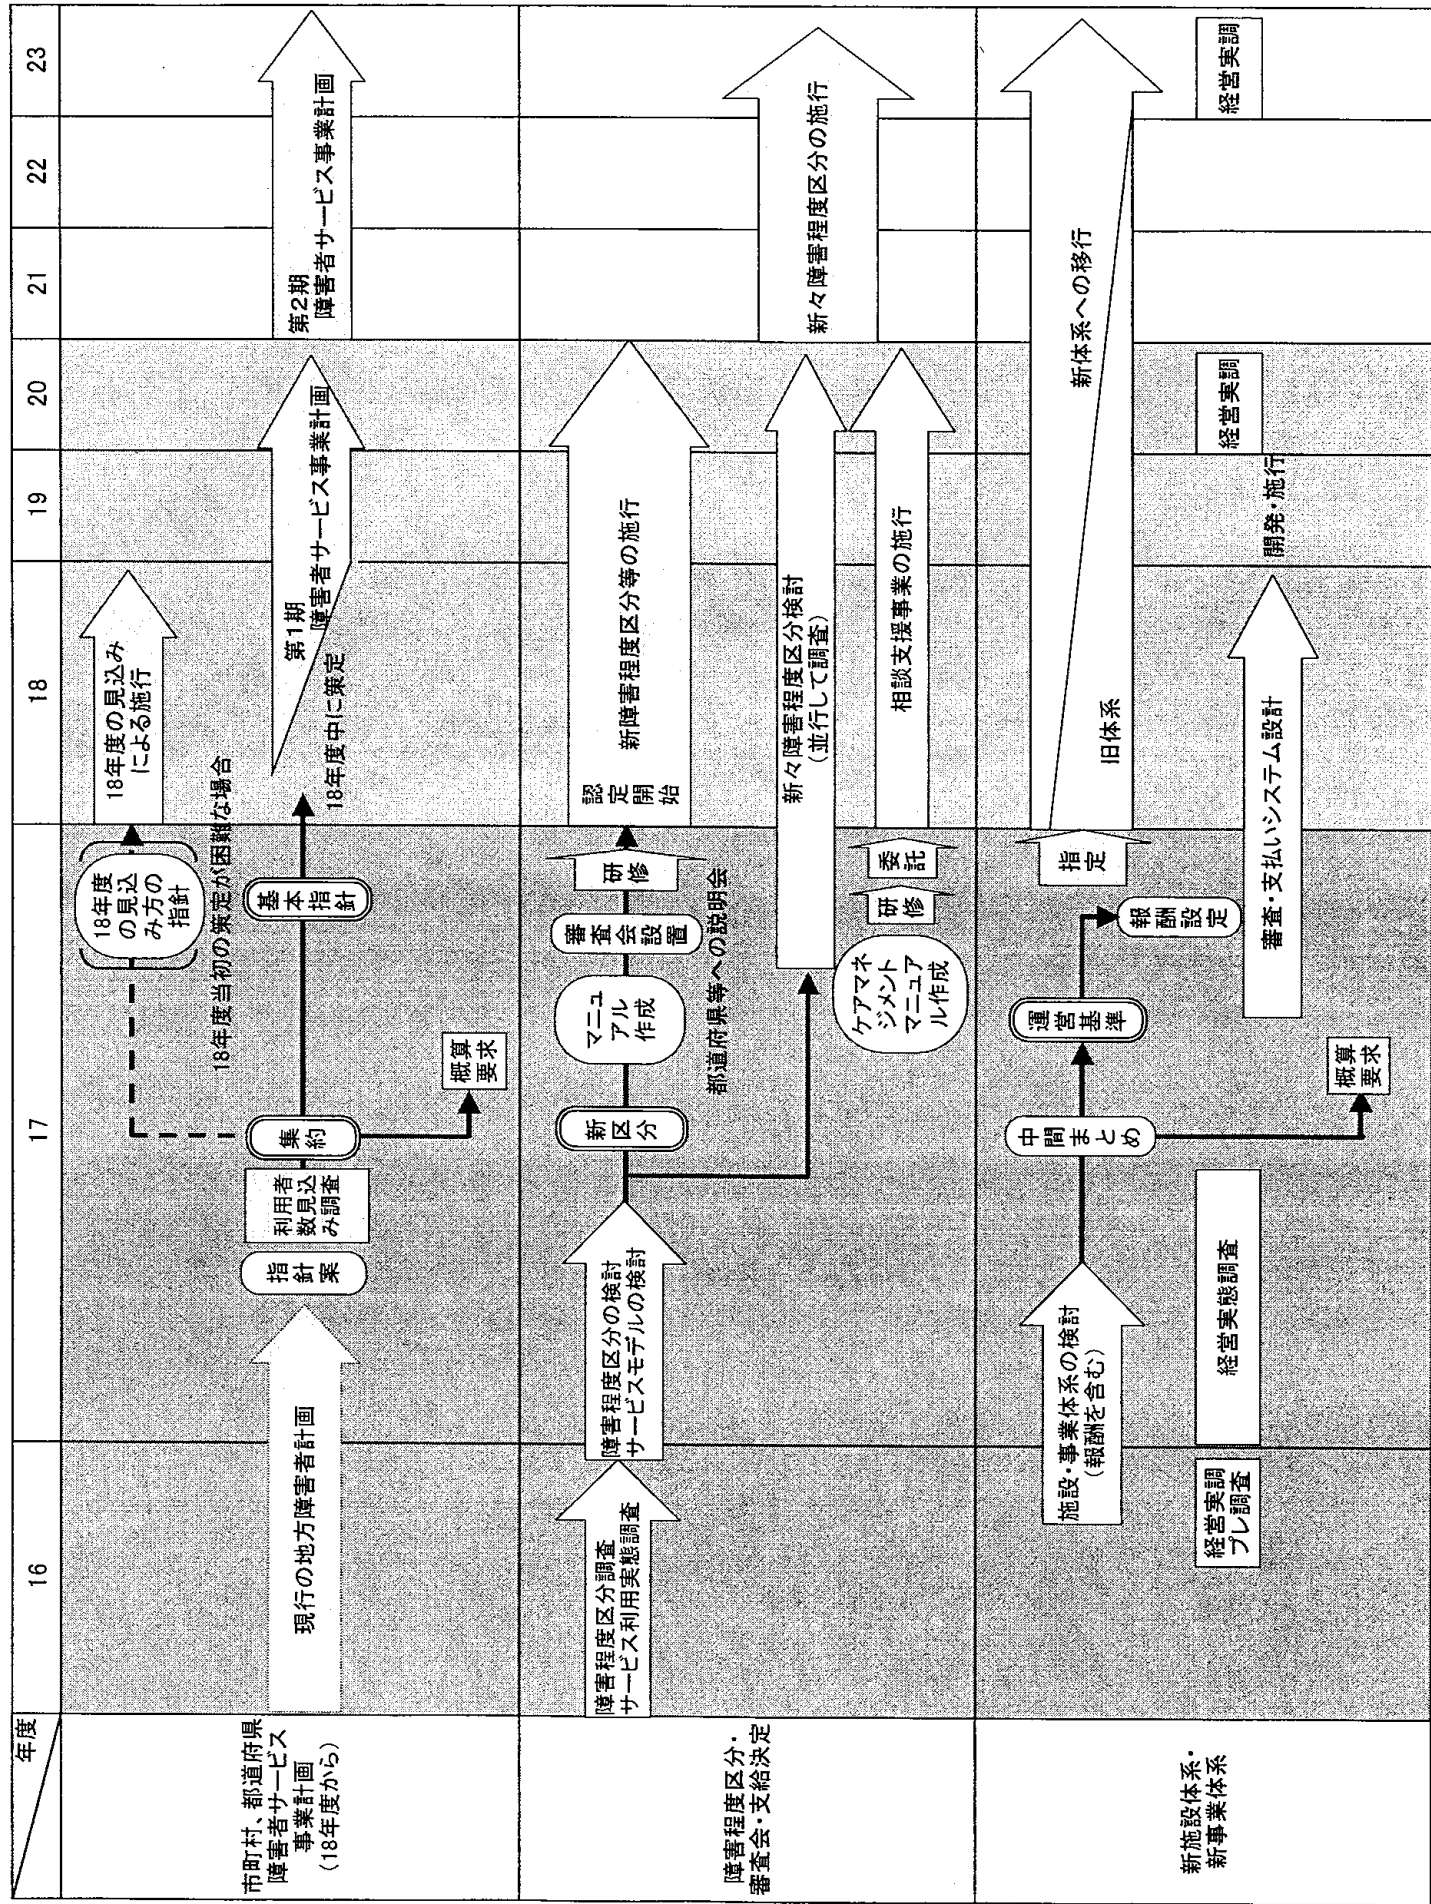 年度
16
17
18
19
20
21
22
23
市町村、都道府県
障害者サービス
事業計画
(18年度から)
現行の地方障害者計画
指針案
利用者
数見込
み調査
集約
概算
要求
18年度
の見込
み方の
指針
18年度当初の策定が困難な場合
基本指針
18年度の見込み
による施行
18年度中に策定
第1期
障害者サービス事業計画
第2期
障害者サービス事業計画
障害程度区分・
審査会・支給決定
障害程度区分調査
サービス利用実態調査
障害程度区分の検討
サービスモデルの検討
新区分
マニュ
アル
作成
審査会設置
研修
都道府県等への説明会
認定開始
新障害程度区分等の施行
新々障害程度区分検討
(並行して調査)
新々障害程度区分の施行
ケアマネ
ジメント
マニュア
ル作成
研修
委託
相談支援事業の施行
新施設体系・
新事業体系
施設・事業体系の検討
(報酬を含む)
中間まとめ
運営基準
報酬設定
指定
旧体系
新体系への移行
概算
要求
経営実調
プレ調査
経営実態調査
審査・支払いシステム設計
開発・施行
経営実調
経営実調